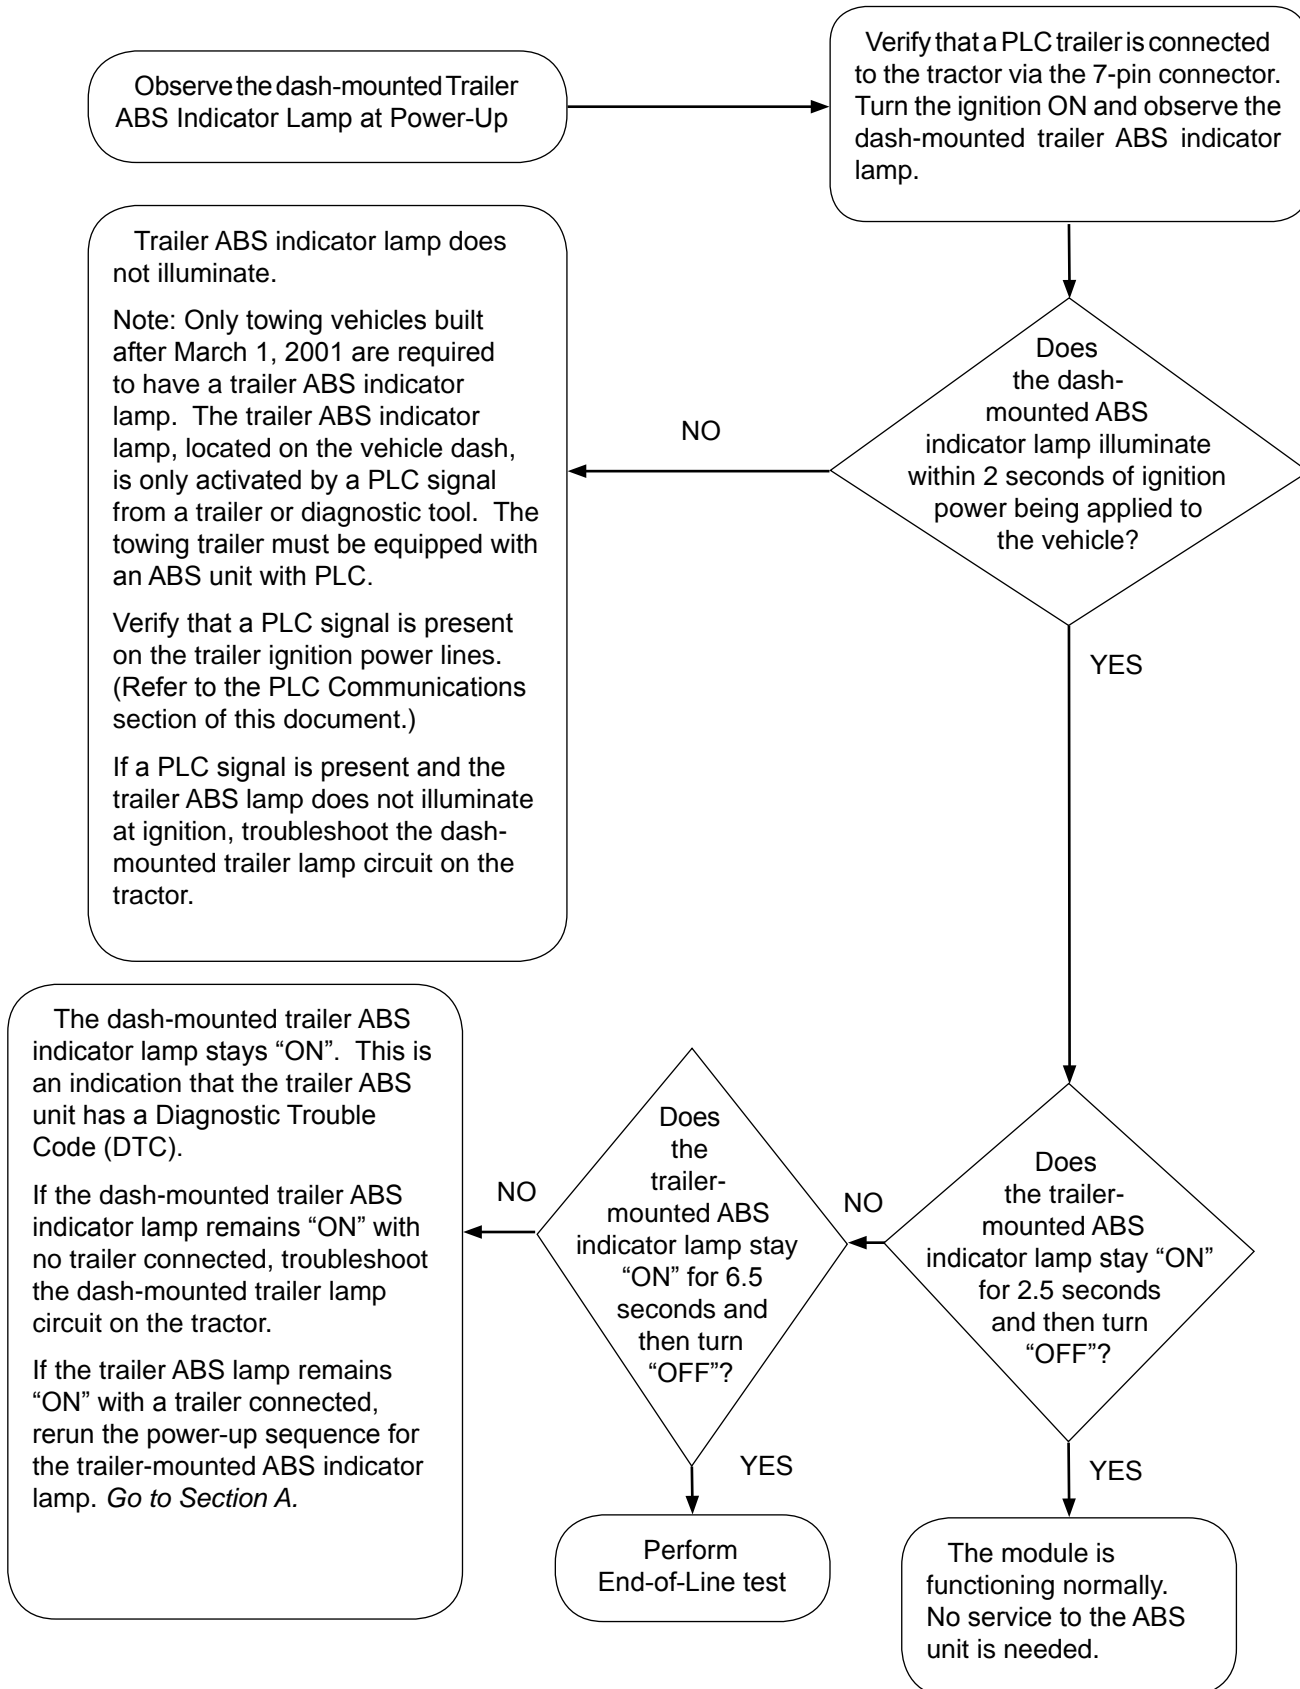 Observe the dash-mounted Trailer
ABS Indicator Lamp at Power-Up
Verify that a PLC trailer is connected
to the tractor via the 7-pin connector.
Turn the ignition ON and observe the
dash-mounted trailer ABS indicator
lamp.
Trailer ABS indicator lamp does
not illuminate.
Note: Only towing vehicles built
after March 1, 2001 are required
to have a trailer ABS indicator
lamp. The trailer ABS indicator
lamp, located on the vehicle dash,
is only activated by a PLC signal
from a trailer or diagnostic tool. The
towing trailer must be equipped with
an ABS unit with PLC.
Verify that a PLC signal is present
on the trailer ignition power lines.
(Refer to the PLC Communications
section of this document.)
If a PLC signal is present and the
trailer ABS lamp does not illuminate
at ignition, troubleshoot the dash-
mounted trailer lamp circuit on the
tractor.
NO
Does
the dash-
mounted ABS
indicator lamp illuminate
within 2 seconds of ignition
power being applied to
the vehicle?
YES
The dash-mounted trailer ABS
indicator lamp stays “ON”. This is
an indication that the trailer ABS
unit has a Diagnostic Trouble
Code (DTC).
If the dash-mounted trailer ABS
indicator lamp remains “ON” with
no trailer connected, troubleshoot
the dash-mounted trailer lamp
circuit on the tractor.
If the trailer ABS lamp remains
“ON” with a trailer connected,
rerun the power-up sequence for
the trailer-mounted ABS indicator
lamp. Go to Section A.
NO
Does
the
trailer-
mounted ABS
indicator lamp stay
“ON” for 6.5
seconds and
then turn
“OFF”?
NO
Does
the trailer-
mounted ABS
indicator lamp stay “ON”
for 2.5 seconds
and then turn
“OFF”?
YES
YES
Perform
End-of-Line test
The module is
functioning normally.
No service to the ABS
unit is needed.